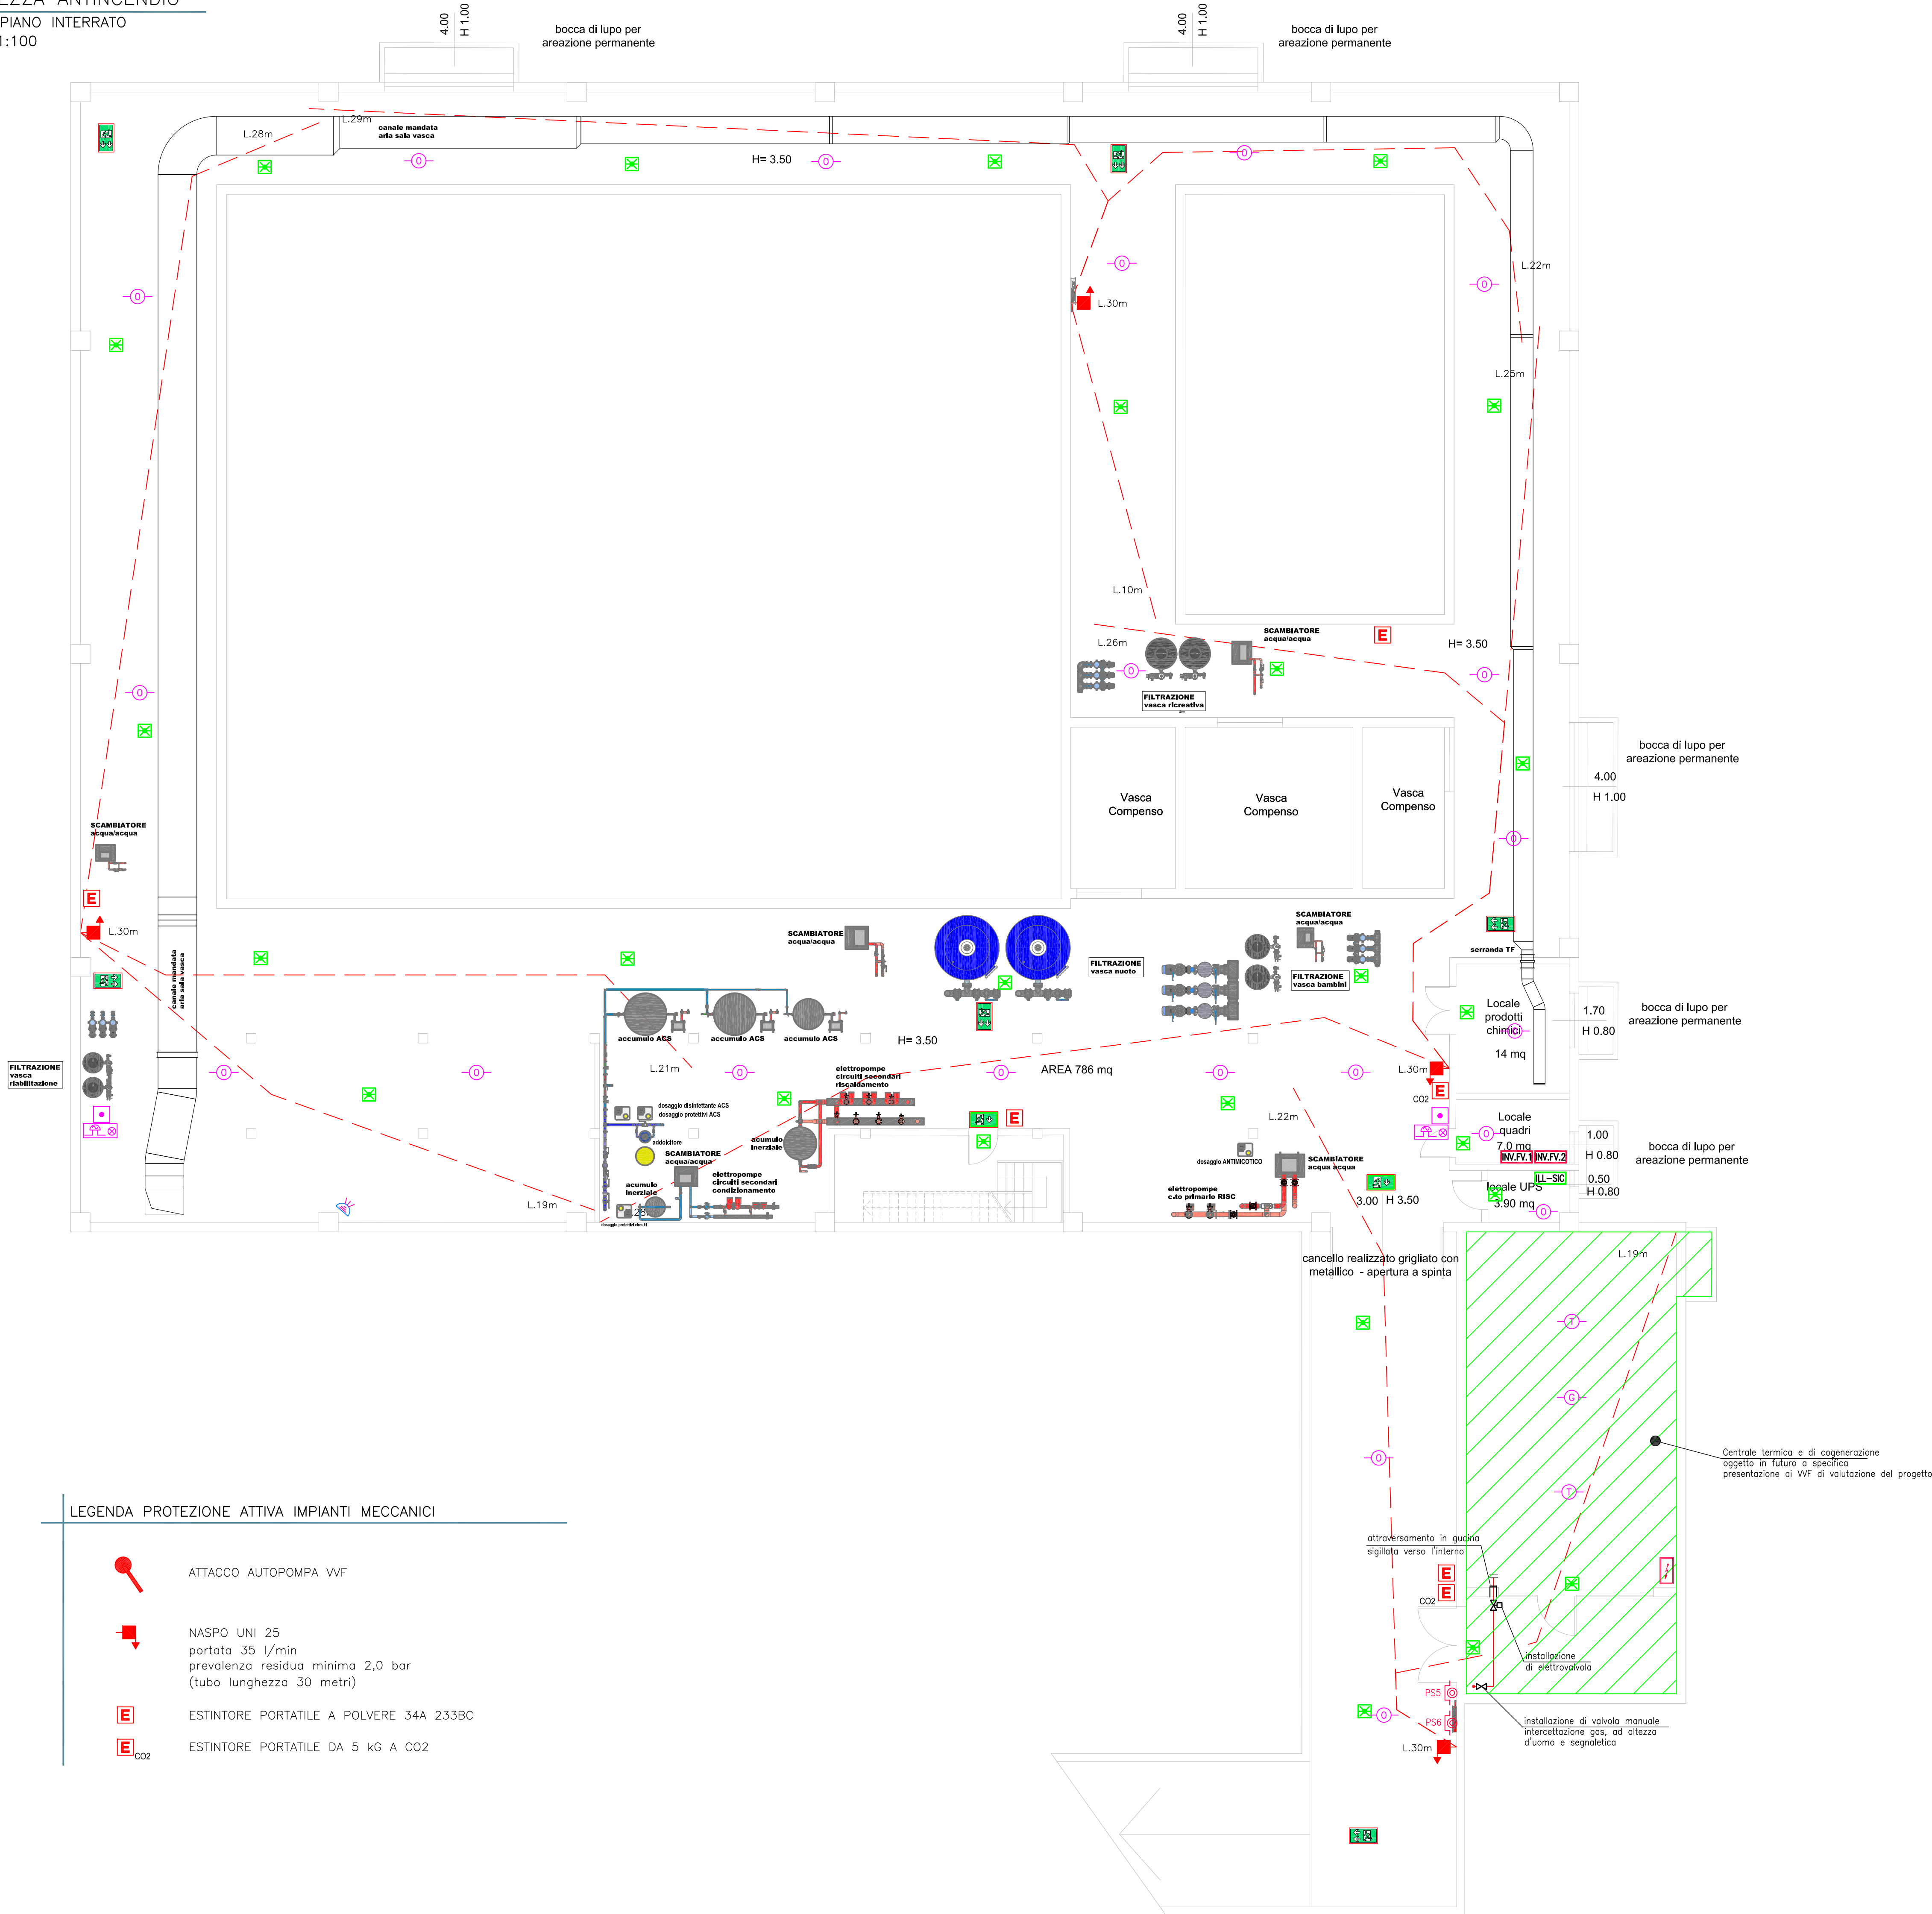 EZZA ANTINCENDIO
PIANO INTERRATO
1:100
4.00
H 1.00
bocca di lupo per
areazione permanente
4.00
H 1.00
bocca di lupo per
areazione permanente
L.28m
L.29m
canale mandata
aria sala vasca
H= 3.50
L.22m
L.30m
L.25m
L.10m
L.26m
SCAMBIATORE
acqua/acqua
E
H= 3.50
FILTRAZIONE
vasca ricreativa
bocca di lupo per
areazione permanente
4.00
H 1.00
Vasca
Compenso
Vasca
Compenso
Vasca
Compenso
SCAMBIATORE
acqua/acqua
E
L.30m
canale mandata
aria sala vasca
SCAMBIATORE
acqua/acqua
FILTRAZIONE
vasca nuoto
SCAMBIATORE
acqua/acqua
FILTRAZIONE
vasca bambini
serranda TF
Locale
prodotti
chimici
14 mq
1.70
H 0.80
bocca di lupo per
areazione permanente
accumulo ACS
accumulo ACS
accumulo ACS
H= 3.50
AREA 786 mq
L.21m
L.30m
FILTRAZIONE
vasca
riabilitazione
elettropompe
circuiti secondari
riscaldamento
E
CO2
dosaggio disinfettante ACS
dosaggio protettivi ACS
addolcitore
acumulo
inerziale
E
L.22m
Locale
quadri
7.0 mq
INV.FV.1
INV.FV.2
1.00
H 0.80
bocca di lupo per
areazione permanente
SCAMBIATORE
acqua/acqua
elettropompe
circuiti secondari
condizionamento
acumulo
inerziale
dosaggio protettivi circuiti
L.19m
dosaggio ANTIMICOTICO
SCAMBIATORE
acqua acqua
elettropompe
c.to primario RISC
3.00
H 3.50
ILL-SIC
locale UPS
3.90 mq
0.50
H 0.80
cancello realizzato grigliato con
metallico - apertura a spinta
L.19m
T
G
T
Centrale termica e di cogenerazione
oggetto in futuro a specifica
presentazione ai VVF di valutazione del progetto
attraversamento in guaina
sigillata verso l'interno
E
E
CO2
installazione
di elettrovalvola
PS5
PS6
L.30m
installazione di valvola manuale
intercettazione gas, ad altezza
d'uomo e segnaletica
LEGENDA PROTEZIONE ATTIVA IMPIANTI MECCANICI
ATTACCO AUTOPOMPA VVF
NASPO UNI 25
portata 35 l/min
prevalenza residua minima 2,0 bar
(tubo lunghezza 30 metri)
E
ESTINTORE PORTATILE A POLVERE 34A 233BC
E CO2
ESTINTORE PORTATILE DA 5 kG A CO2